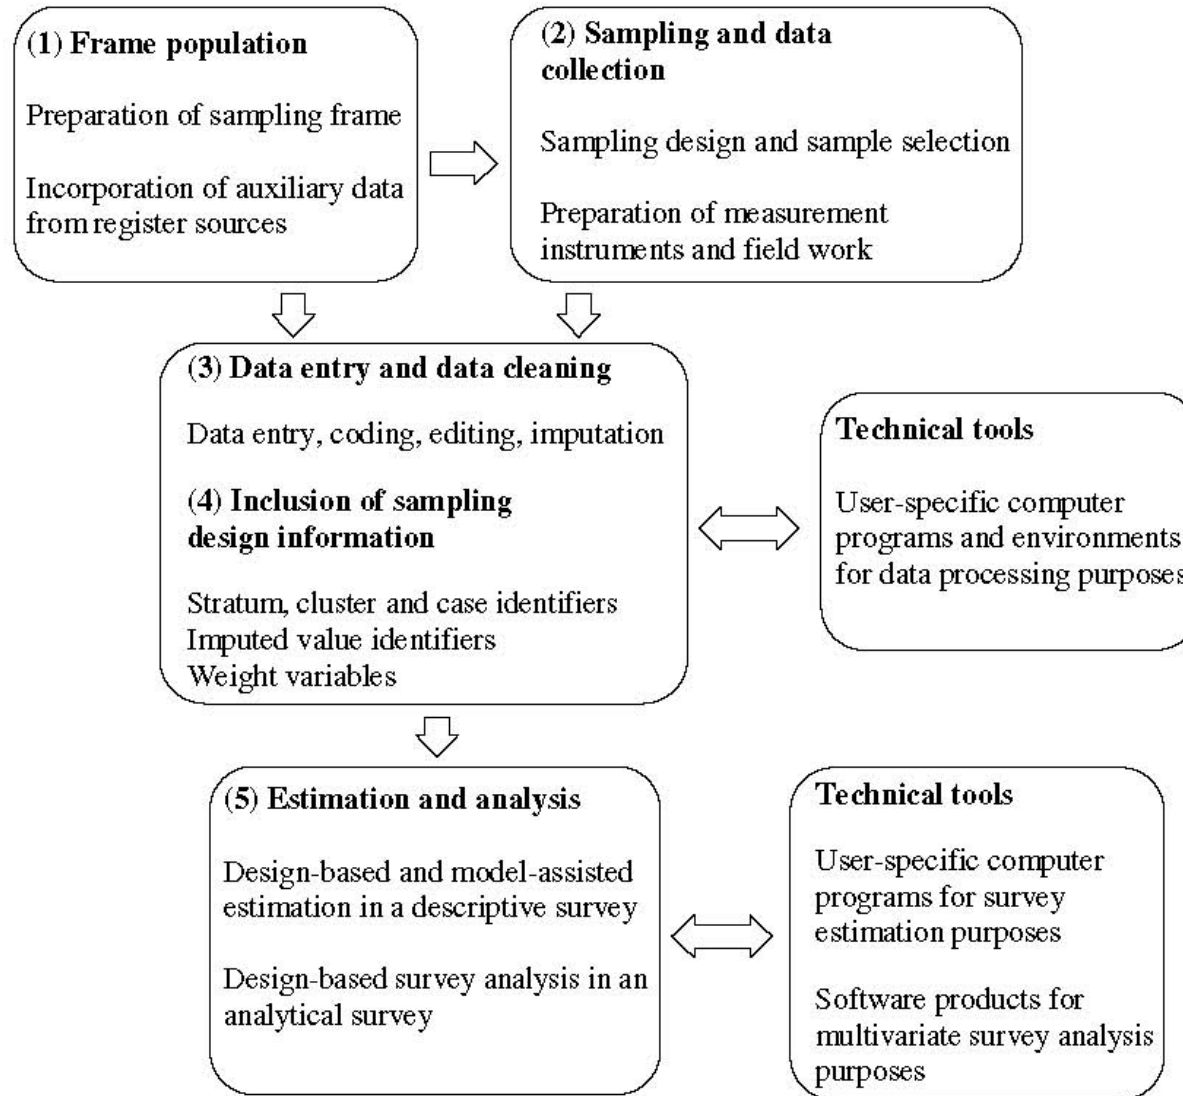 (1) Frame population
Preparation of sampling frame
Incorporation of auxiliary data
from register sources
(2) Sampling and data
collection
Sampling design and sample selection
Preparation of measurement
instruments and field work
(3) Data entry and data cleaning
Data entry, coding, editing, imputation
(4) Inclusion of sampling
design information
Stratum, cluster and case identifiers
Imputed value identifiers
Weight variables
Technical tools
User-specific computer
programs and environments
for data processing purposes
(5) Estimation and analysis
Design-based and model-assisted
estimation in a descriptive survey
Design-based survey analysis in an
analytical survey
Technical tools
User-specific computer
programs for survey
estimation purposes
Software products for
multivariate survey analysis
purposes